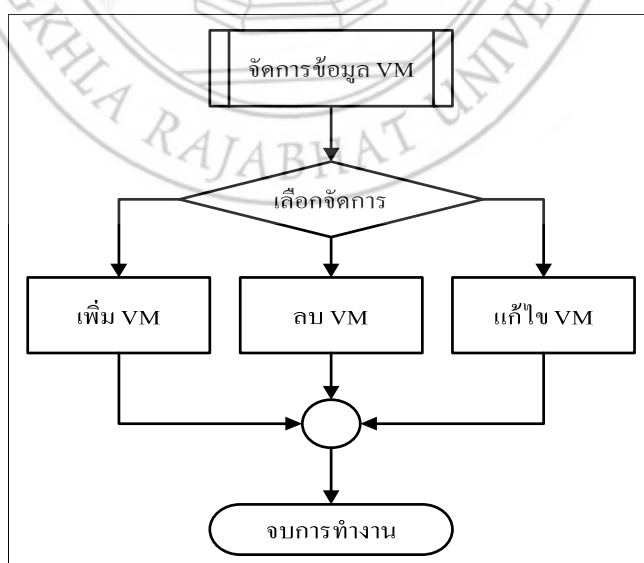 จัดการข้อมูล VM
เลือกจัดการ
เพิ่ม VM
ลบ VM
แก้ไข VM
จบการทำงาน
RAJABHAT